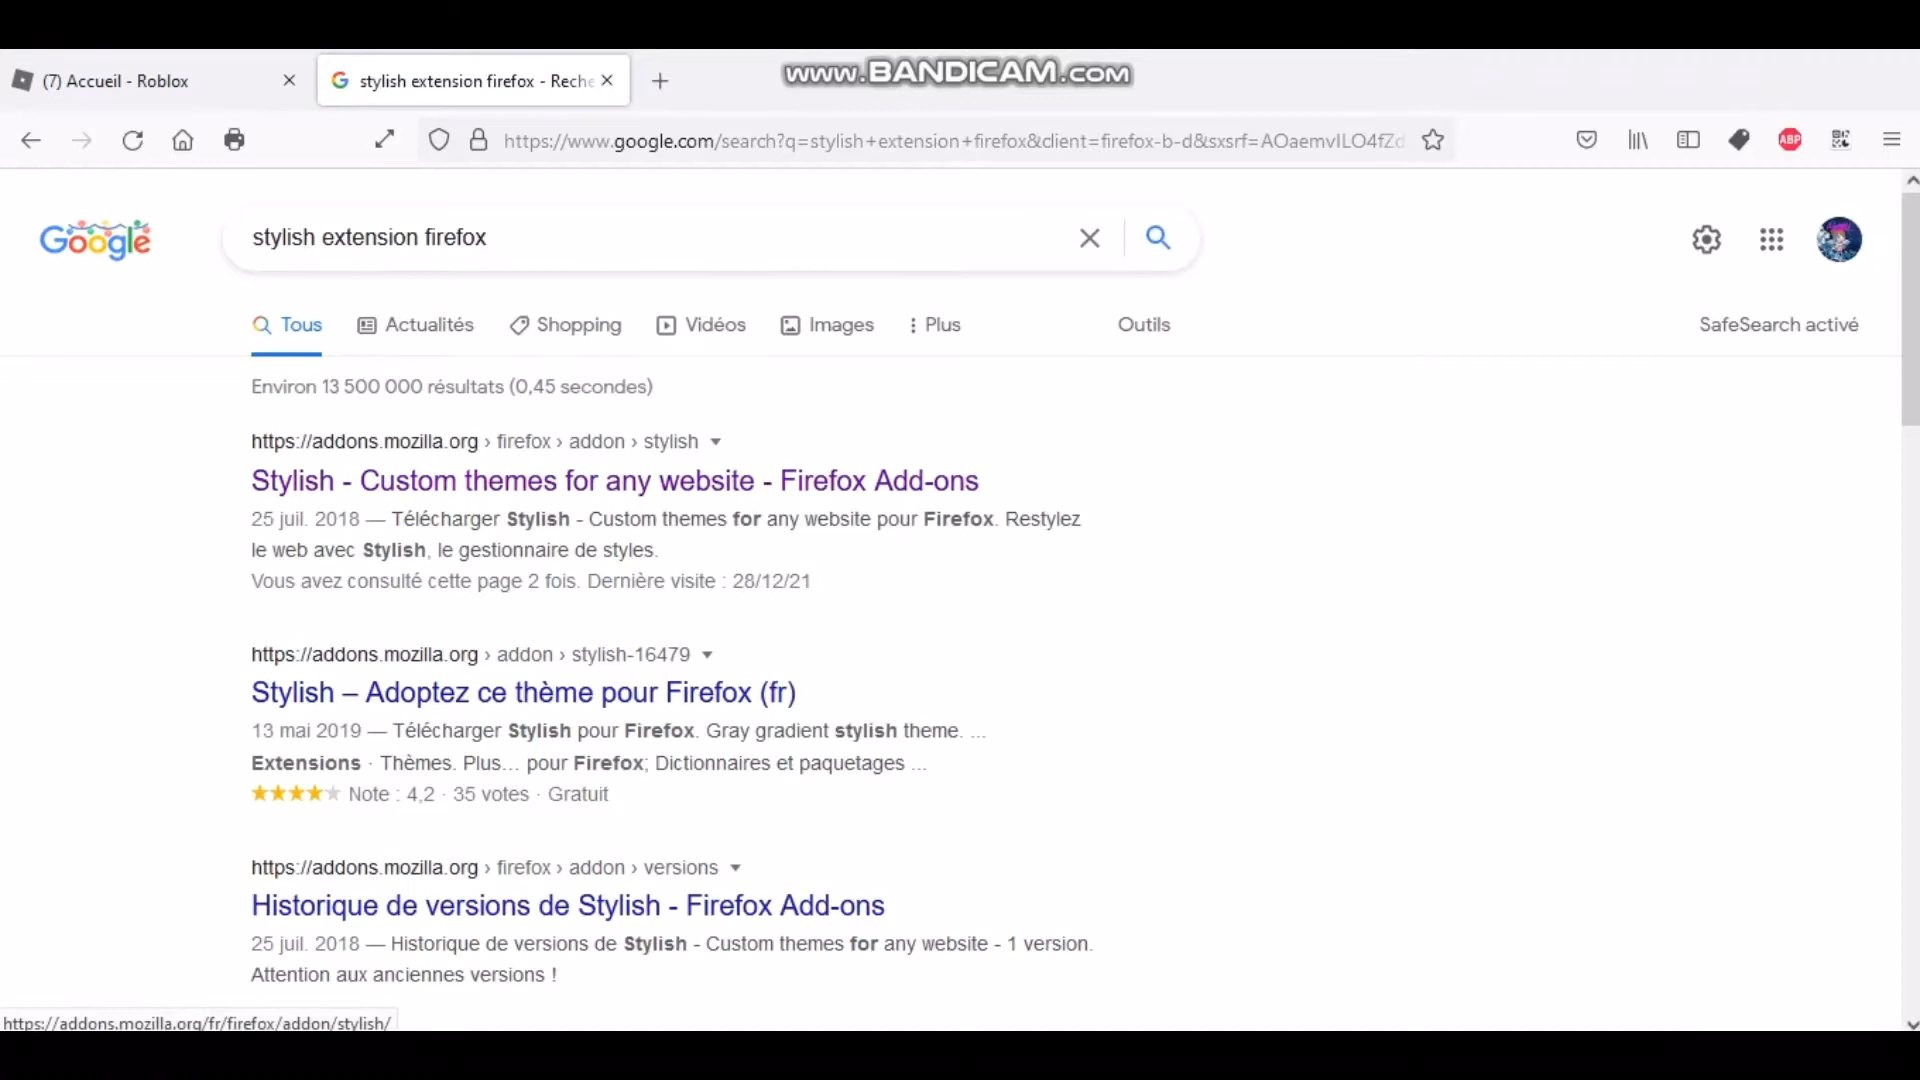 (7) Accueil - Roblox
stylish extension firefox - Reche
www.BANDICAM.com
https://www.google.com/search?q=stylish+extension+firefox&client=firefox-b-d&sxsrf=AOaemvILO4fZd
ABP
Google
stylish extension firefox
Tous
Actualités
Shopping
Vidéos
Images
Plus
Outils
SafeSearch activé
Environ 13 500 000 résultats (0,45 secondes)
https://addons.mozilla.org › firefox › addon › stylish
Stylish - Custom themes for any website - Firefox Add-ons
25 juil. 2018 — Télécharger Stylish - Custom themes for any website pour Firefox. Restylez
le web avec Stylish, le gestionnaire de styles.
Vous avez consulté cette page 2 fois. Dernière visite : 28/12/21
https://addons.mozilla.org › addon › stylish-16479
Stylish – Adoptez ce thème pour Firefox (fr)
13 mai 2019 — Télécharger Stylish pour Firefox. Gray gradient stylish theme. ...
Extensions · Thèmes. Plus... pour Firefox; Dictionnaires et paquetages ...
Note : 4,2 · 35 votes · Gratuit
https://addons.mozilla.org › firefox › addon › versions
Historique de versions de Stylish - Firefox Add-ons
25 juil. 2018 — Historique de versions de Stylish - Custom themes for any website - 1 version.
Attention aux anciennes versions !
https://addons.mozilla.org/fr/firefox/addon/stylish/